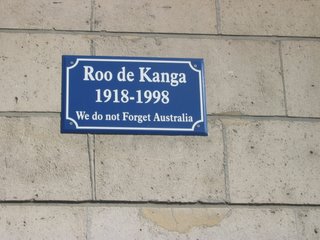 Roo de Kanga
1918-1998
We do not Forget Australia